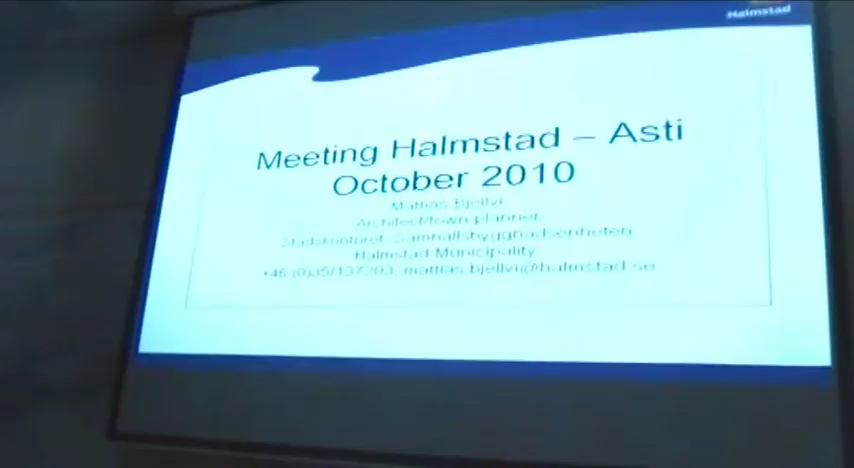 Halmstad
Meeting Halmstad – Asti
October 2010
Mattias Bjellvi
Architect/town planner
Stadskontoret, Samhällsbyggnadsenheten
Halmstad Municipality
+46 (0)35/137203, mattias.bjellvi@halmstad.se